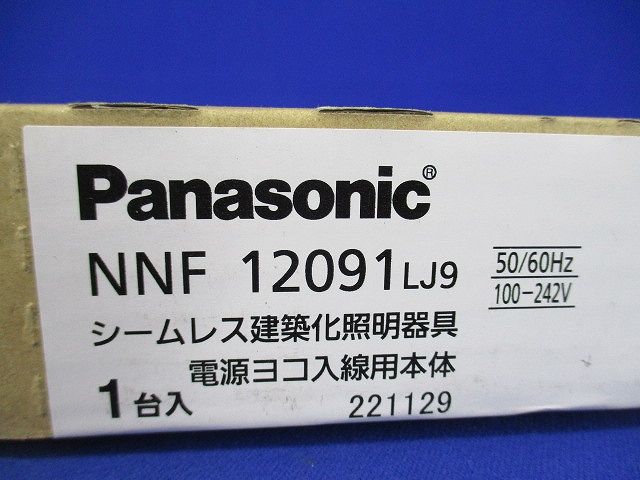 Panasonic®
NNF 12091LJ9
50/60Hz
100-242V
シームレス建築化照明器具
電源ヨコ入線用本体
1台入
221129